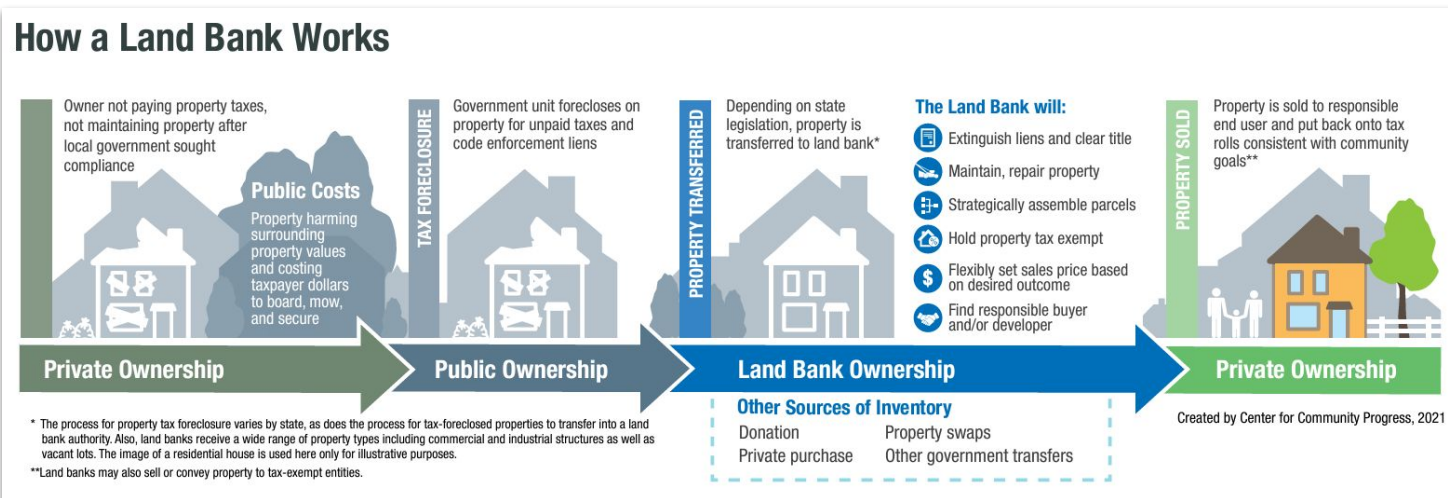 How a Land Bank Works
Owner not paying property taxes,
not maintaining property after
local government sought
compliance
Public Costs
Property harming
surrounding
property values
and costing
taxpayer dollars
to board, mow,
and secure
TAX FORECLOSURE
Government unit forecloses on
property for unpaid taxes and
code enforcement liens
PROPERTY TRANSFERRED
Depending on state
legislation, property is
transferred to land bank*
The Land Bank will:
Extinguish liens and clear title
Maintain, repair property
Strategically assemble parcels
Hold property tax exempt
$
Flexibly set sales price based
on desired outcome
Find responsible buyer
and/or developer
PROPERTY SOLD
Property is sold to responsible
end user and put back onto tax
rolls consistent with community
goals**
Private Ownership
Public Ownership
Land Bank Ownership
Private Ownership
Other Sources of Inventory
Donation
Property swaps
Private purchase
Other government transfers
Created by Center for Community Progress, 2021
* The process for property tax foreclosure varies by state, as does the process for tax-foreclosed properties to transfer into a land
bank authority. Also, land banks receive a wide range of property types including commercial and industrial structures as well as
vacant lots. The image of a residential house is used here only for illustrative purposes.
**Land banks may also sell or convey property to tax-exempt entities.